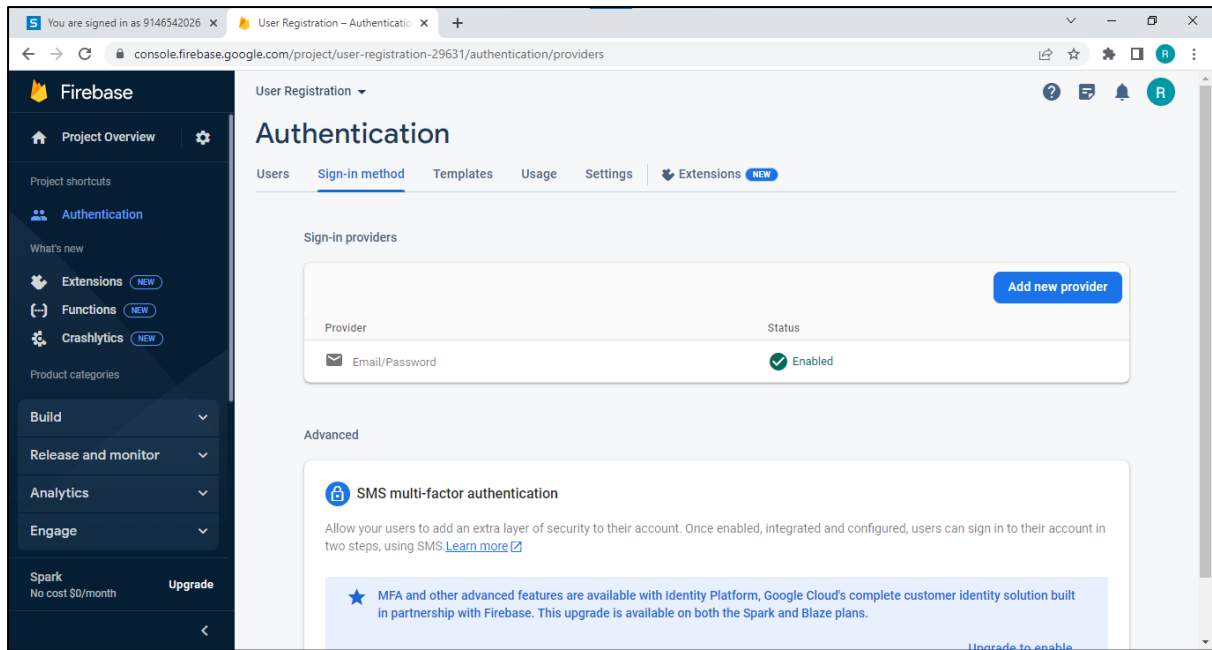 You are signed in as 9146542026
User Registration – Authenticatio
console.firebase.google.com/project/user-registration-29631/authentication/providers
R
Firebase
User Registration
R
Project Overview
Authentication
Users Sign-in method Templates Usage Settings Extensions NEW
Project shortcuts
Authentication
What's new
Extensions NEW
Functions NEW
Crashlytics NEW
Product categories
Build
Release and monitor
Analytics
Engage
Spark
No cost $0/month
Upgrade
Sign-in providers
Add new provider
Provider Status
Email/Password Enabled
Advanced
SMS multi-factor authentication
Allow your users to add an extra layer of security to their account. Once enabled, integrated and configured, users can sign in to their account in
two steps, using SMS.Learn more
MFA and other advanced features are available with Identity Platform, Google Cloud's complete customer identity solution built
in partnership with Firebase. This upgrade is available on both the Spark and Blaze plans.
Upgrade to enable